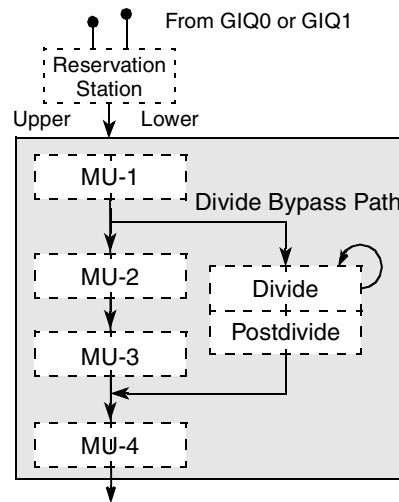 From GIQ0 or GIQ1
Reservation
Station
Upper Lower
MU-1
Divide Bypass Path
MU-2
Divide
Postdivide
MU-3
MU-4